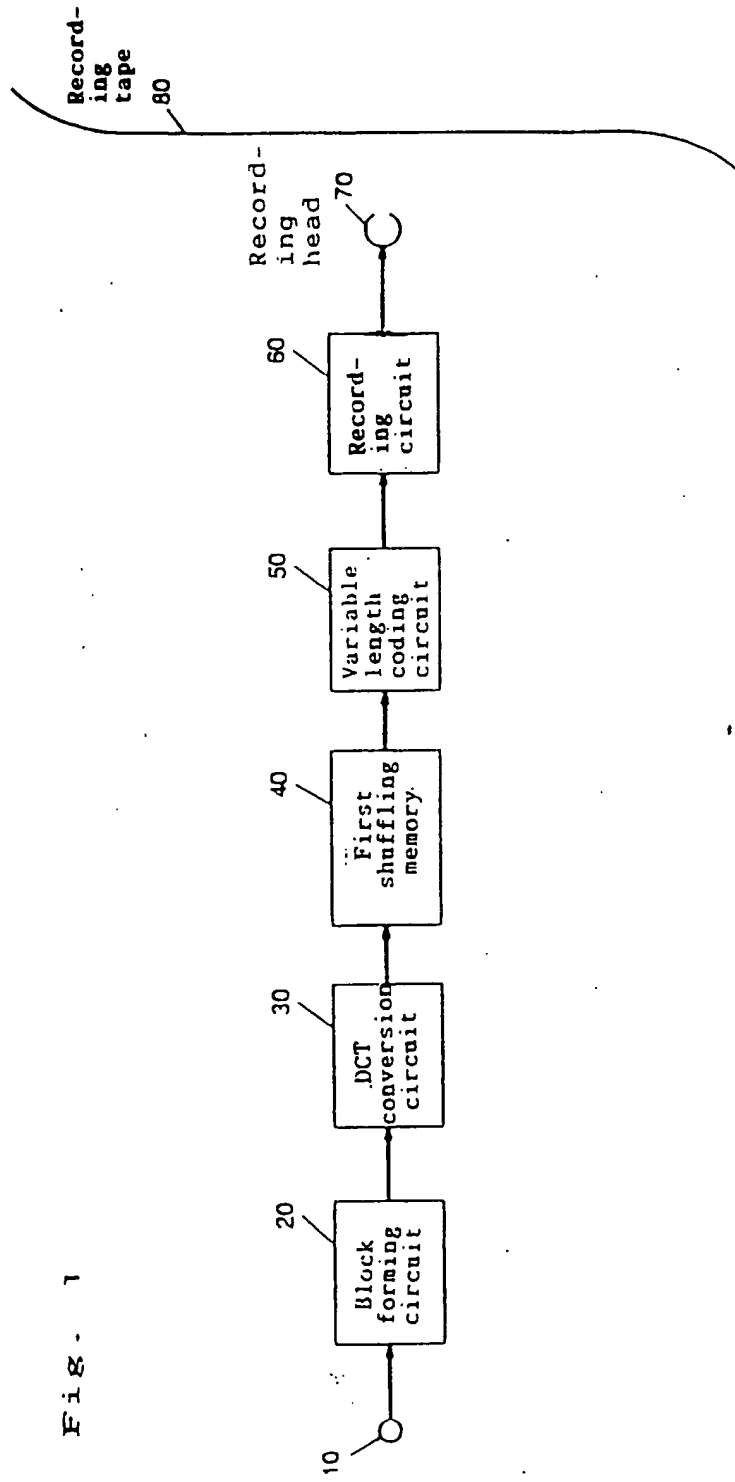 Fig. 1
10
20
Block
forming
circuit
30
DCT
conversion
circuit
40
First
shuffling
memory
50
Variable
length
coding
circuit
60
Record-
ing
circuit
Record-
ing
head
70
Record-
ing
tape
80